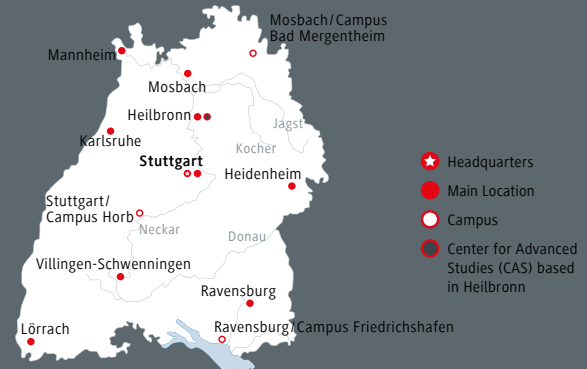 Mosbach/Campus
Bad Mergentheim
Mannheim
Mosbach
Heilbronn
Jagst
Karlsruhe
Kocher
Stuttgart
Heidenheim
Stuttgart/
Campus Horb
Neckar
Donau
Villingen-Schwenningen
Ravensburg
Ravensburg/Campus Friedrichshafen
Lörrach
Headquarters
Main Location
Campus
Center for Advanced
Studies (CAS) based
in Heilbronn